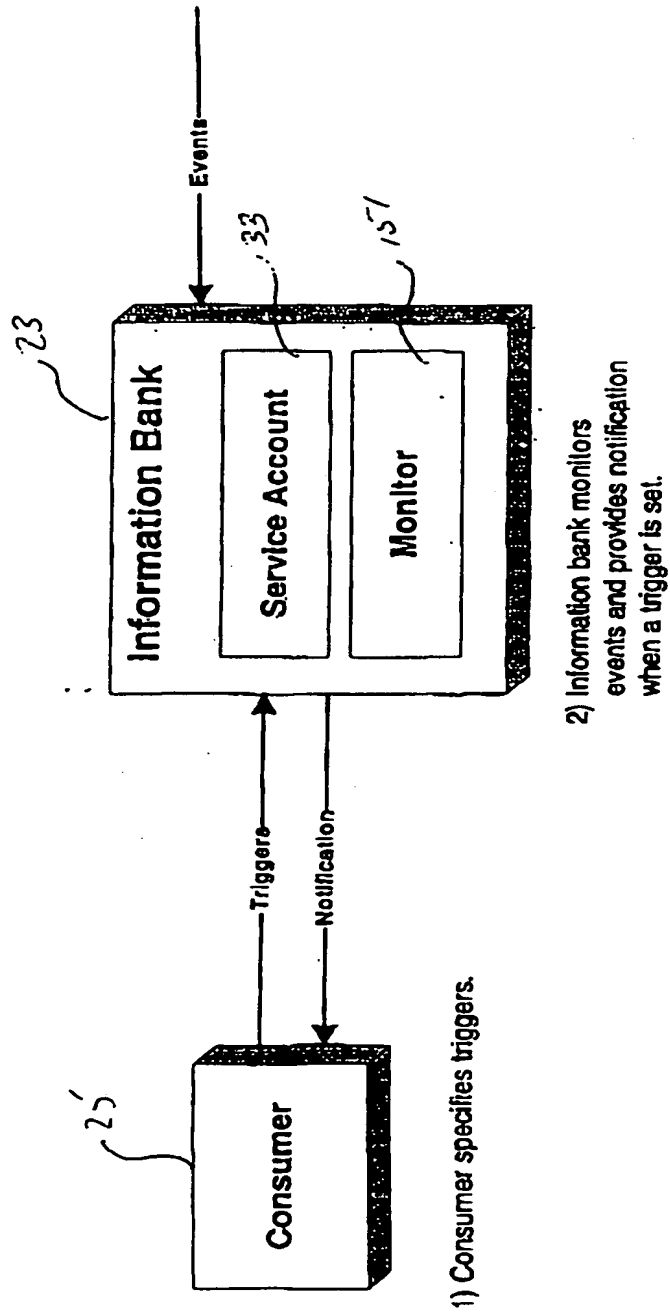 23
Information Bank
Events
Service Account
133
Monitor
151
Triggers
Notification
25
Consumer
1) Consumer specifies triggers.
2) Information bank monitors
events and provides notification
when a trigger is set.